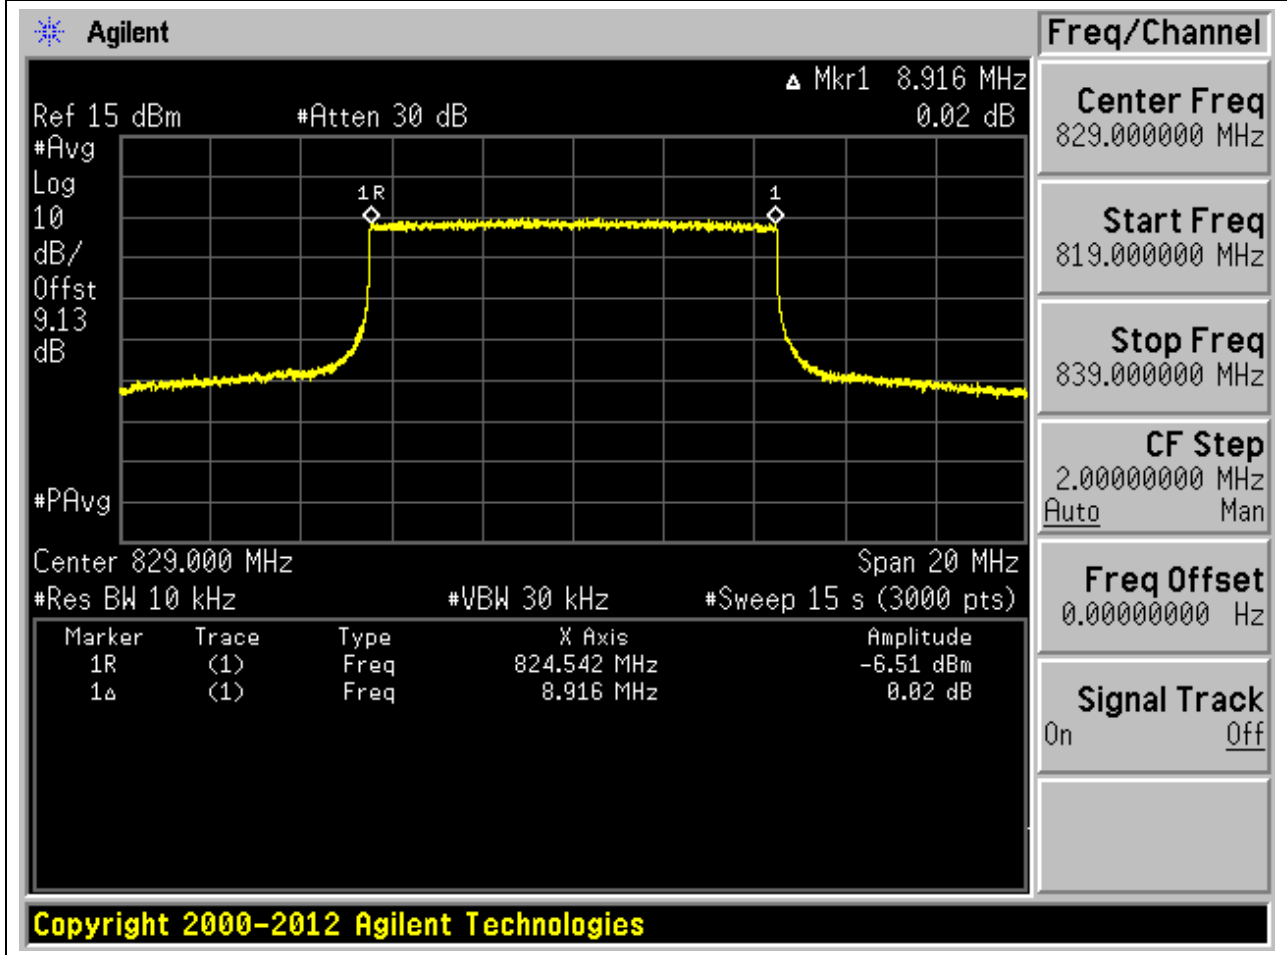 Agilent
Freq/Channel
Δ Mkr1 8.916 MHz
Ref 15 dBm #Atten 30 dB 0.02 dB
#Avg
Log
10
dB/
Offst
9.13
dB
1R
1
#PAvg
Center 829.000 MHz Span 20 MHz
#Res BW 10 kHz #VBW 30 kHz #Sweep 15 s (3000 pts)
Marker Trace Type X Axis Amplitude
1R (1) Freq 824.542 MHz -6.51 dBm
1Δ (1) Freq 8.916 MHz 0.02 dB
Center Freq
829.000000 MHz
Start Freq
819.000000 MHz
Stop Freq
839.000000 MHz
CF Step
2.00000000 MHz
Auto Man
Freq Offset
0.00000000 Hz
Signal Track
On Off
Copyright 2000-2012 Agilent Technologies